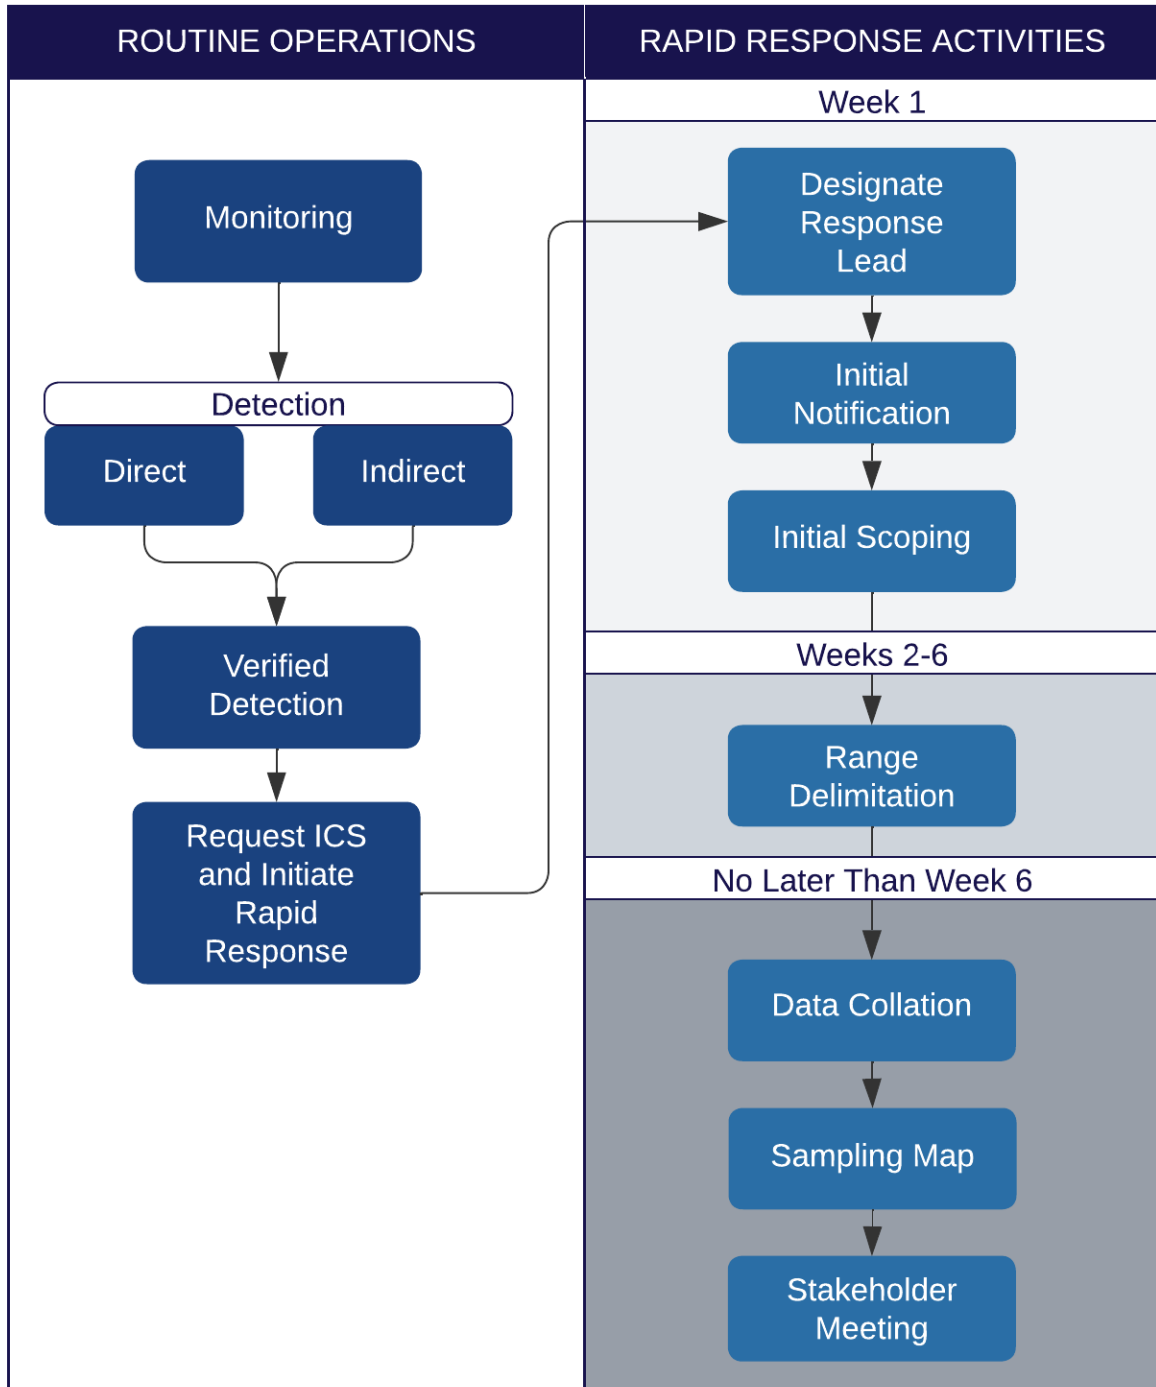 ROUTINE OPERATIONS
Monitoring
Detection
Direct
Indirect
Verified
Detection
Request ICS
and Initiate
Rapid
Response
RAPID RESPONSE ACTIVITIES
Week 1
Designate
Response
Lead
Initial
Notification
Initial Scoping
Weeks 2-6
Range
Delimitation
No Later Than Week 6
Data Collation
Sampling Map
Stakeholder
Meeting